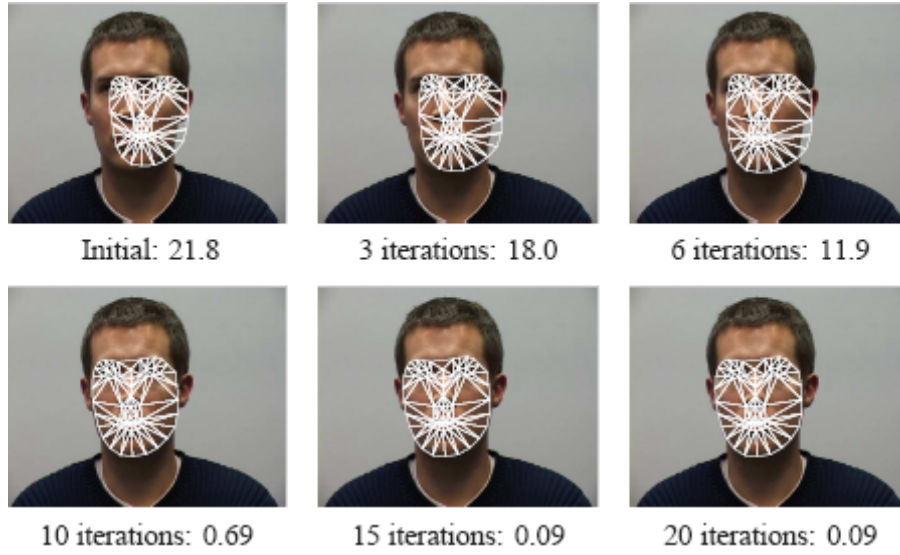 Initial: 21.8
3 iterations: 18.0
6 iterations: 11.9
10 iterations: 0.69
15 iterations: 0.09
20 iterations: 0.09